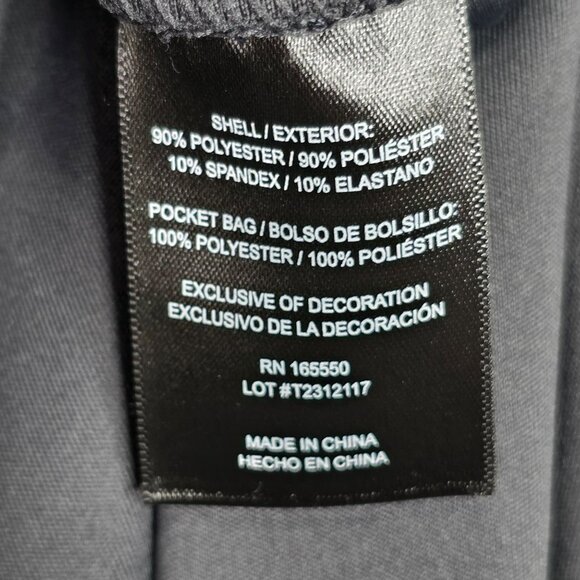 SHELL / EXTERIOR:
90% POLYESTER / 90% POLIÉSTER
10% SPANDEX / 10% ELASTANO
POCKET BAG / BOLSO DE BOLSILLO:
100% POLYESTER / 100% POLIÉSTER
EXCLUSIVE OF DECORATION
EXCLUSIVO DE LA DECORACIÓN
RN 165550
LOT #T2312117
MADE IN CHINA
HECHO EN CHINA